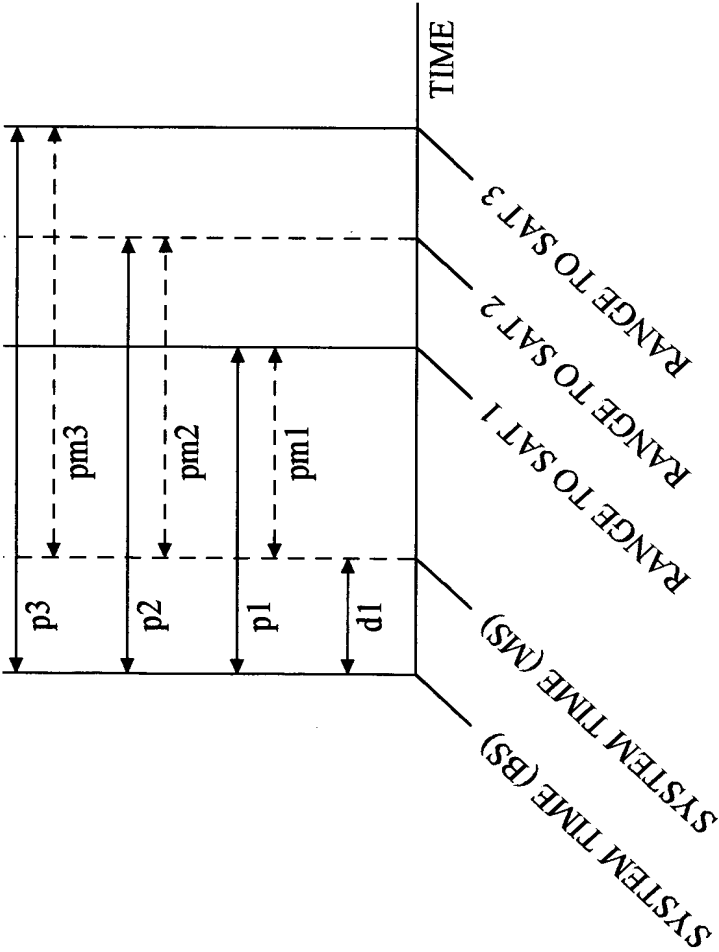 p3
pm3
p2
pm2
p1
pm1
d1
TIME
SYSTEM TIME (BS)
SYSTEM TIME (MS)
RANGE TO SAT 1
RANGE TO SAT 2
RANGE TO SAT 3